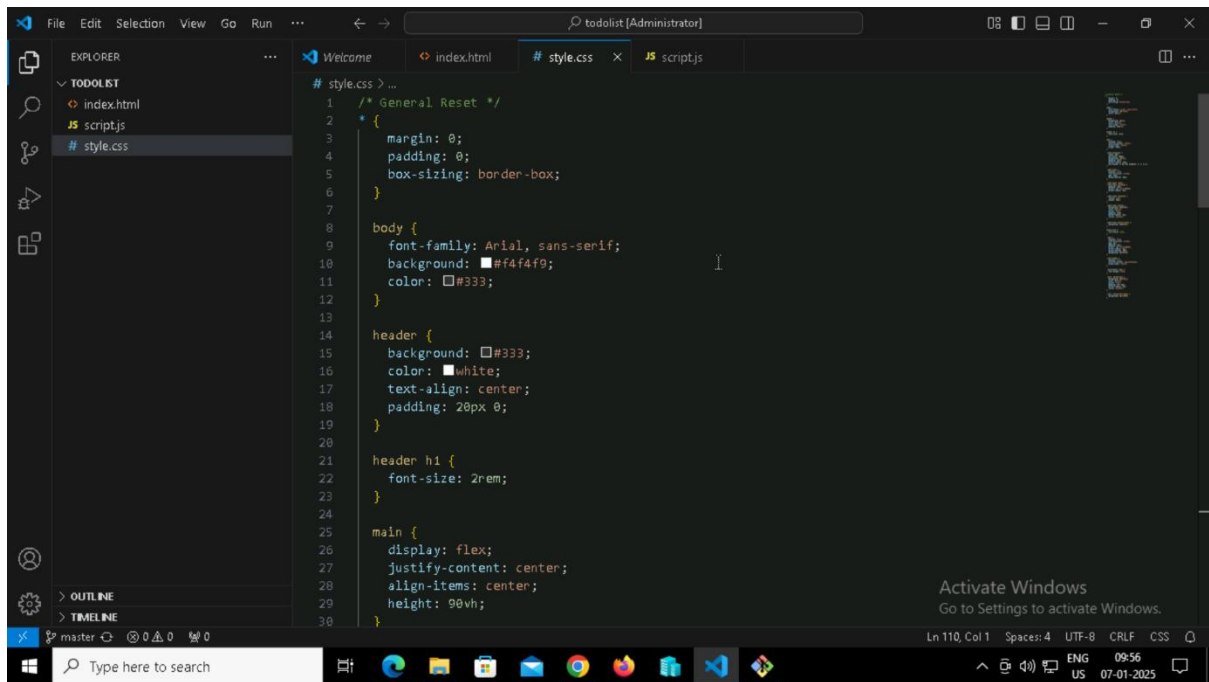 File Edit Selection View Go Run ··· todolist [Administrator]
EXPLORER ···
TODOLIST
index.html
JS script.js
# style.css
Welcome index.html # style.css × JS script.js
# style.css > ...
1 /* General Reset */
2 * {
3 margin: 0;
4 padding: 0;
5 box-sizing: border-box;
6 }
7
8 body {
9 font-family: Arial, sans-serif;
10 background: #f4f4f9;
11 color: #333;
12 }
13
14 header {
15 background: #333;
16 color: white;
17 text-align: center;
18 padding: 20px 0;
19 }
20
21 header h1 {
22 font-size: 2rem;
23 }
24
25 main {
26 display: flex;
27 justify-content: center;
28 align-items: center;
29 height: 90vh;
30 }
OUTLINE
TIMELINE
Activate Windows
Go to Settings to activate Windows.
master 0 0 0 Ln 110, Col 1 Spaces: 4 UTF-8 CRLF CSS
Type here to search
ENG
US
09:56
07-01-2025